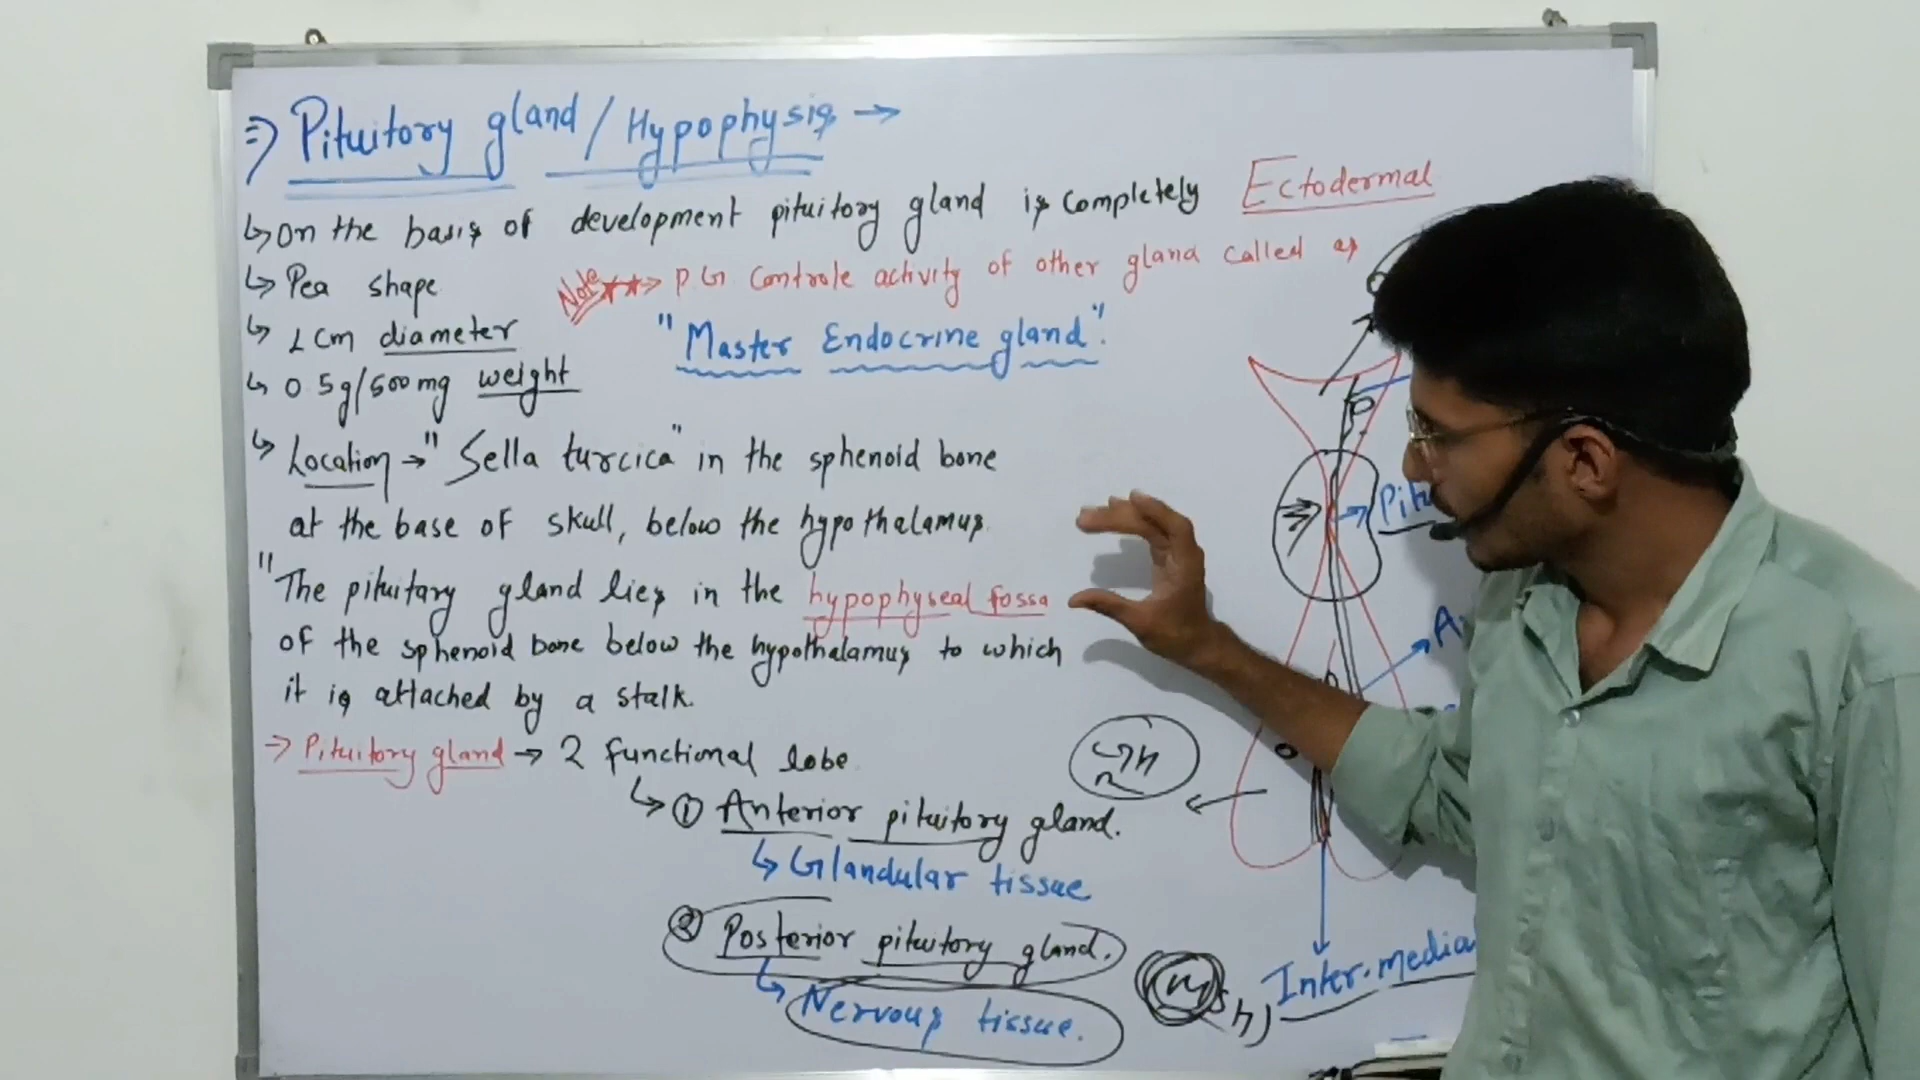 ⇒ Pituitory gland / Hypophysis →
↳ On the basis of development pituitory gland is completely Ectodermal
↳ Pea shape
Note ★★→ P.G. Controle activity of other gland called as
↳ 1cm diameter
"Master Endocrine gland".
↳ 0.5g/500mg weight
↳ Location → "Sella turcica" in the sphenoid bone
at the base of skull, below the hypothalamus.
"The pituitary gland lies in the hypophyseal fossa
of the sphenoid bone below the hypothalamus to which
it is attached by a stalk.
→ Pituitory gland → 2 functional lobe
↳ ① Anterior pituitory gland.
↳ Glandular tissue
② Posterior pituitory gland.
↳ Nervous tissue.
P.
→ Pitu
A
Inter.media